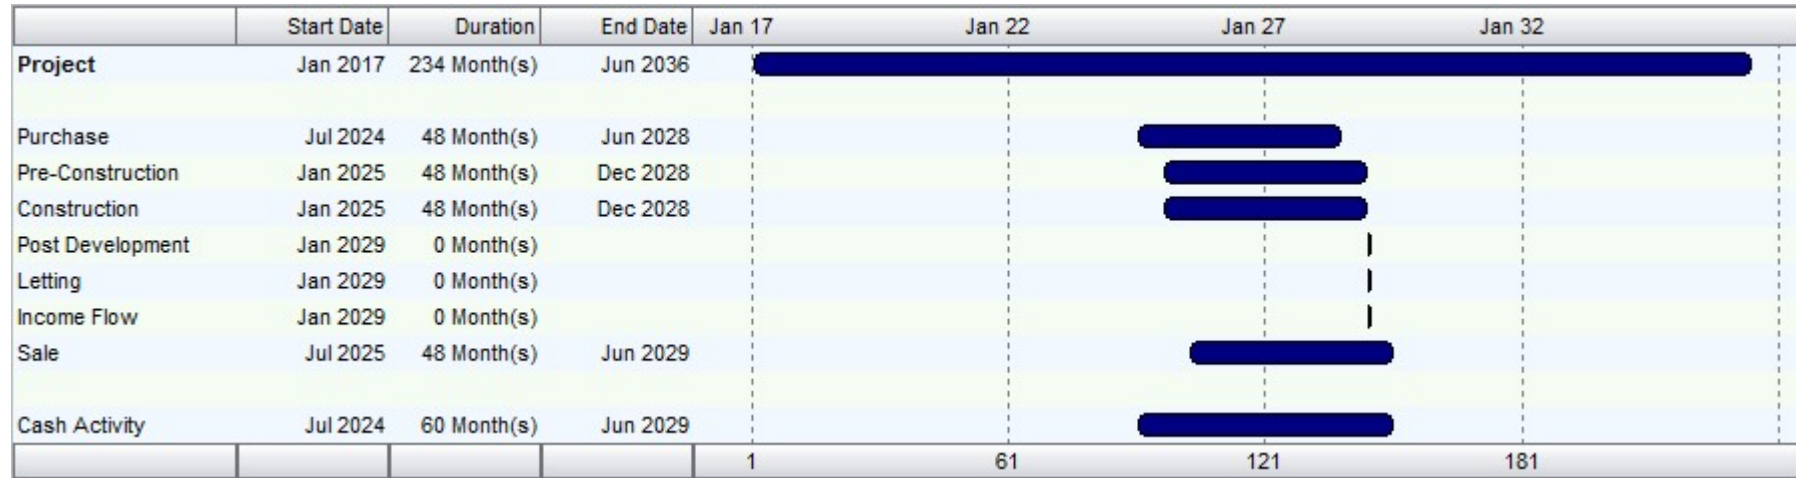 Start Date Duration End Date Jan 17 Jan 22 Jan 27 Jan 32
Project Jan 2017 234 Month(s) Jun 2036
Purchase Jul 2024 48 Month(s) Jun 2028
Pre-Construction Jan 2025 48 Month(s) Dec 2028
Construction Jan 2025 48 Month(s) Dec 2028
Post Development Jan 2029 0 Month(s)
Letting Jan 2029 0 Month(s)
Income Flow Jan 2029 0 Month(s)
Sale Jul 2025 48 Month(s) Jun 2029
Cash Activity Jul 2024 60 Month(s) Jun 2029
1 61 121 181